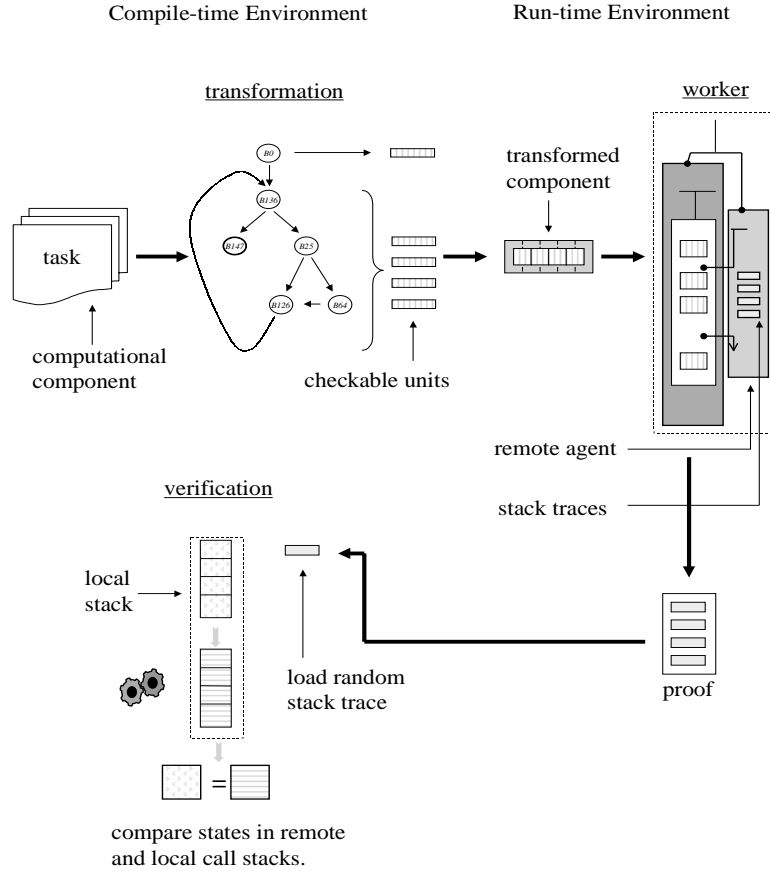 Compile-time Environment
Run-time Environment
transformation
worker
B0
transformed
component
B136
B147
B25
task
B126
B64
computational
component
checkable units
remote agent
verification
stack traces
local
stack
load random
stack trace
proof
=
compare states in remote
and local call stacks.